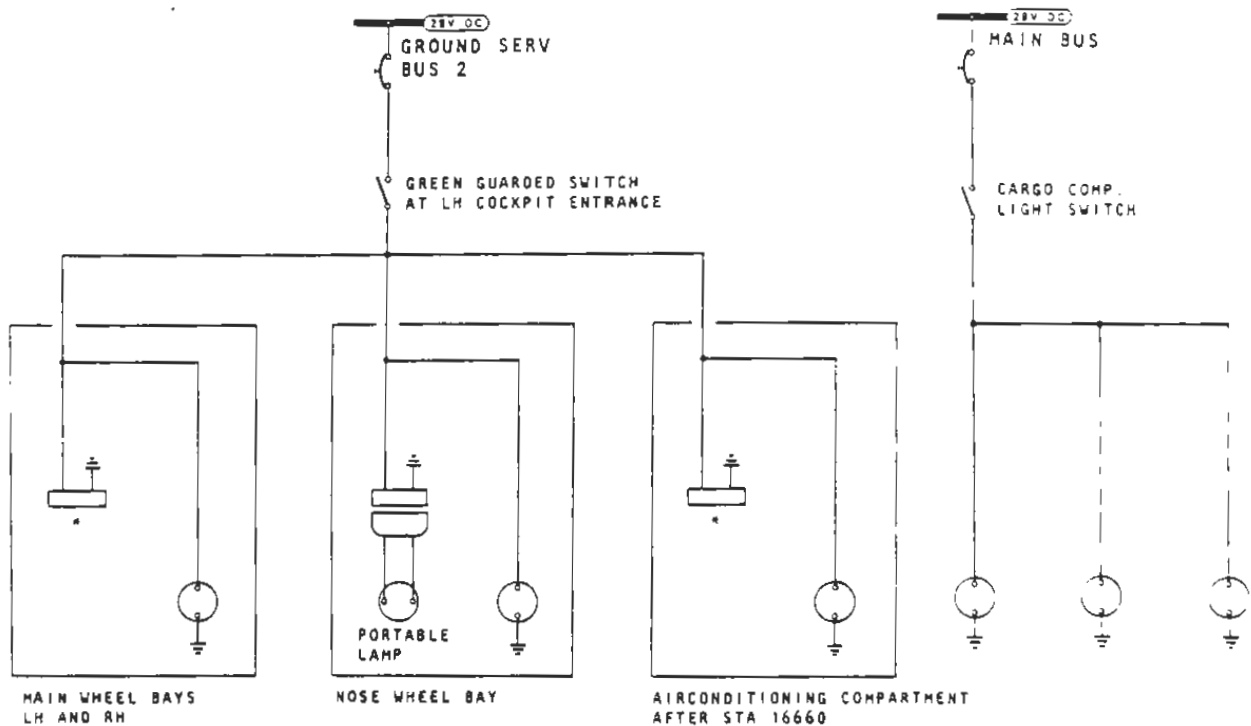 28V DC
GROUND SERV
BUS 2
28V DC
MAIN BUS
GREEN GUARDED SWITCH
AT LH COCKPIT ENTRANCE
CARGO COMP.
LIGHT SWITCH
*
*
PORTABLE
LAMP
MAIN WHEEL BAYS
LH AND RH
NOSE WHEEL BAY
AIRCONDITIONING COMPARTMENT
AFTER STA 16660